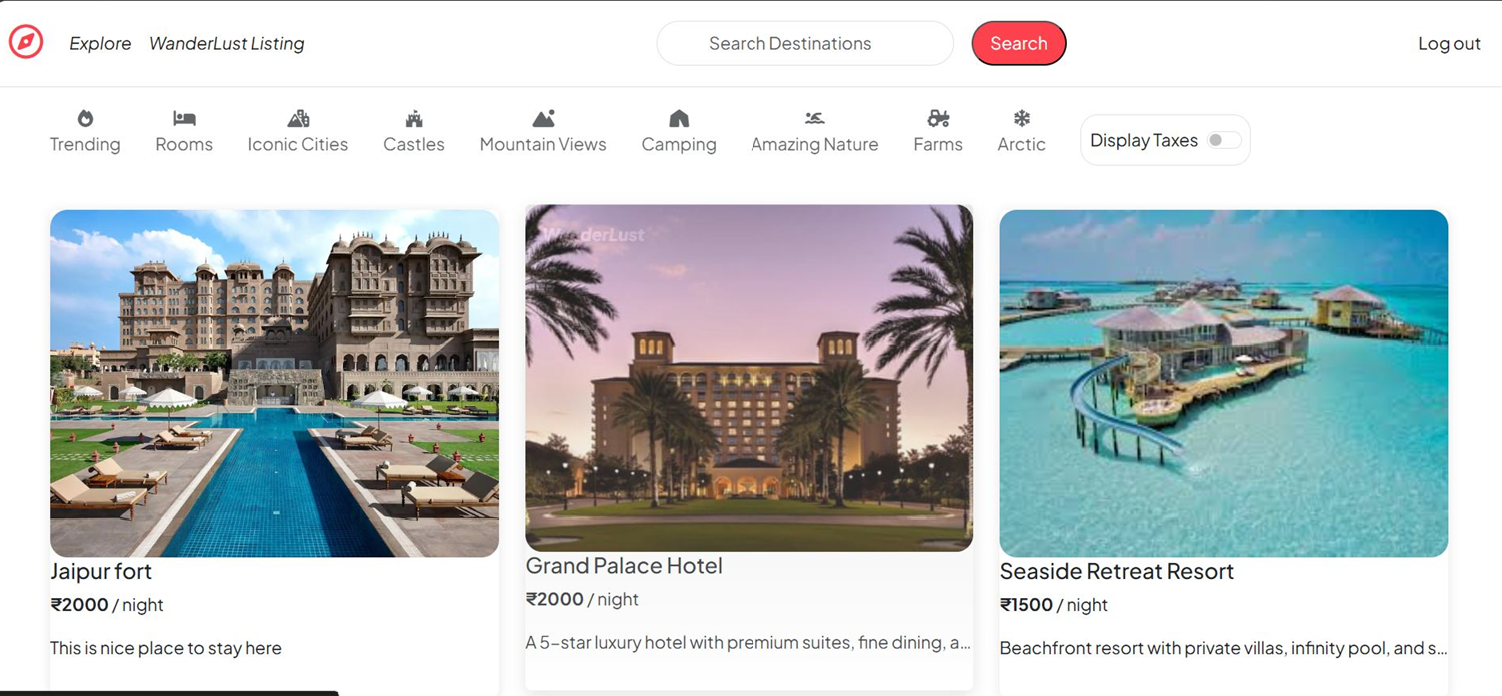 Explore WanderLust Listing Search Destinations Search Log out
Trending Rooms Iconic Cities Castles Mountain Views Camping Amazing Nature Farms Arctic Display Taxes
WanderLust
Jaipur fort
₹2000 / night
This is nice place to stay here
Grand Palace Hotel
₹2000 / night
A 5-star luxury hotel with premium suites, fine dining, a...
Seaside Retreat Resort
₹1500 / night
Beachfront resort with private villas, infinity pool, and s...